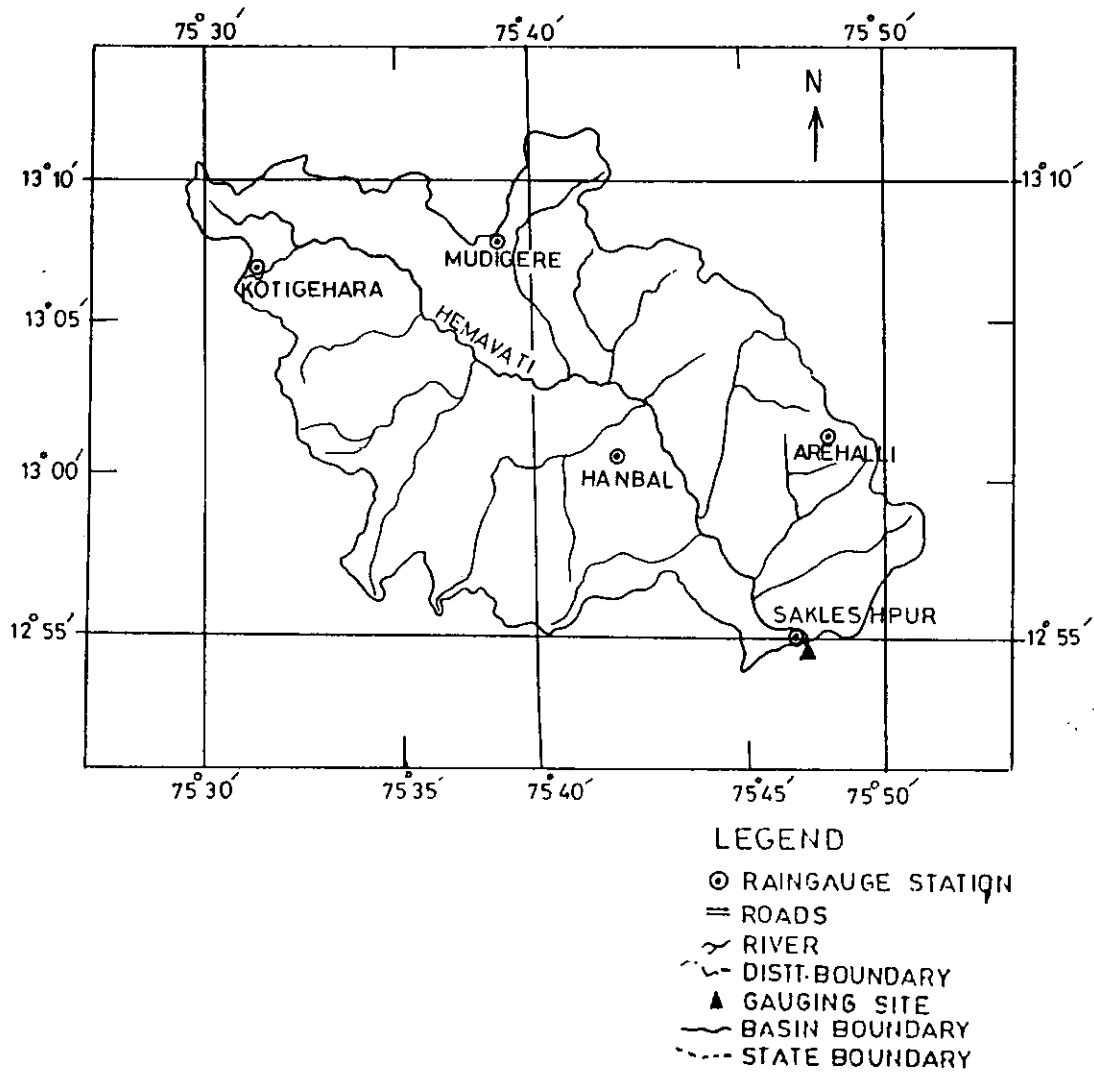 75° 30′ 75° 40′ 75° 50′
N
13° 10′ 13° 10′
MUDIGERE
KOTIGEHARA
13° 05′
HEMAVATI
AREHALLI
13° 00′
HANBAL
SAKLESHPUR
12° 55′ 12° 55′
75° 30′ 75° 35′ 75° 40′ 75° 45′ 75° 50′
LEGEND
RAINGAUGE STATION
ROADS
RIVER
DISTT. BOUNDARY
GAUGING SITE
BASIN BOUNDARY
STATE BOUNDARY